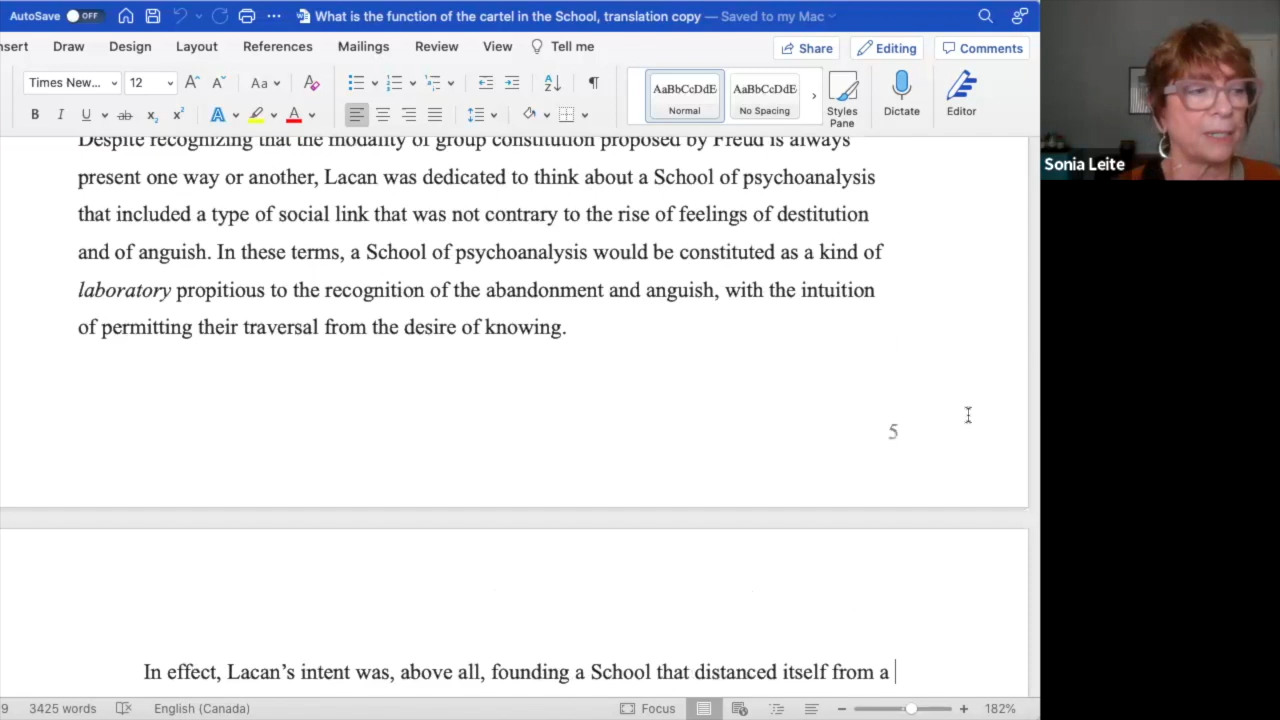 AutoSave OFF What is the function of the cartel in the School, translation copy — Saved to my Mac
nsert Draw Design Layout References Mailings Review View Tell me Share Editing Comments
Times New... 12 Aa AaBbCcDdE AaBbCcDdE
Normal No Spacing Styles Pane Dictate Editor
Sonia Leite
Despite recognizing that the modality of group constitution proposed by Freud is always
present one way or another, Lacan was dedicated to think about a School of psychoanalysis
that included a type of social link that was not contrary to the rise of feelings of destitution
and of anguish. In these terms, a School of psychoanalysis would be constituted as a kind of
laboratory propitious to the recognition of the abandonment and anguish, with the intuition
of permitting their traversal from the desire of knowing.
5
In effect, Lacan’s intent was, above all, founding a School that distanced itself from a
9 3425 words English (Canada) Focus 182%